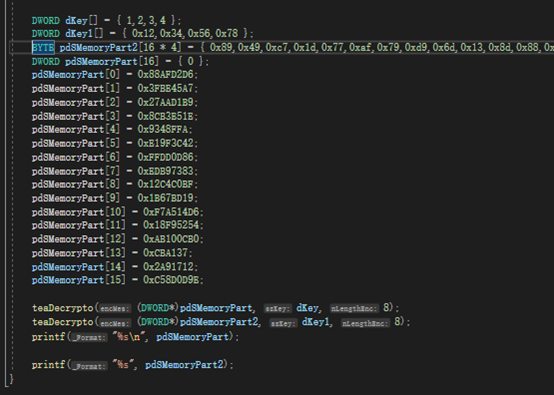 DWORD dKey[] = { 1,2,3,4 };
DWORD dKey1[] = { 0x12,0x34,0x56,0x78 };
BYTE pdSMemoryPart2[16 * 4] = { 0x89,0x49,0xc7,0x1d,0x77,0xaf,0x79,0xd9,0x6d,0x13,0x8d,0x88,0x
DWORD pdSMemoryPart[16] = { 0 };
pdSMemoryPart[0] = 0x88AFD2D6;
pdSMemoryPart[1] = 0x3FBE45A7;
pdSMemoryPart[2] = 0x27AAD1B9;
pdSMemoryPart[3] = 0x8CB3E51E;
pdSMemoryPart[4] = 0x9348FFA;
pdSMemoryPart[5] = 0xE19F3C42;
pdSMemoryPart[6] = 0xFFDD0D86;
pdSMemoryPart[7] = 0xEDB97383;
pdSMemoryPart[8] = 0x12C4C0BF;
pdSMemoryPart[9] = 0x1B67BD19;
pdSMemoryPart[10] = 0xF7A514D6;
pdSMemoryPart[11] = 0x18F95254;
pdSMemoryPart[12] = 0xAB100CB0;
pdSMemoryPart[13] = 0xCBA137;
pdSMemoryPart[14] = 0x2A91712;
pdSMemoryPart[15] = 0xC58D0D9E;
teaDecrypto(encMes: (DWORD*)pdSMemoryPart, szKey: dKey, nLengthEnc: 8);
teaDecrypto(encMes: (DWORD*)pdSMemoryPart2, szKey: dKey1, nLengthEnc: 8);
printf(_Format: "%s\n", pdSMemoryPart);
printf(_Format: "%s", pdSMemoryPart2);
}